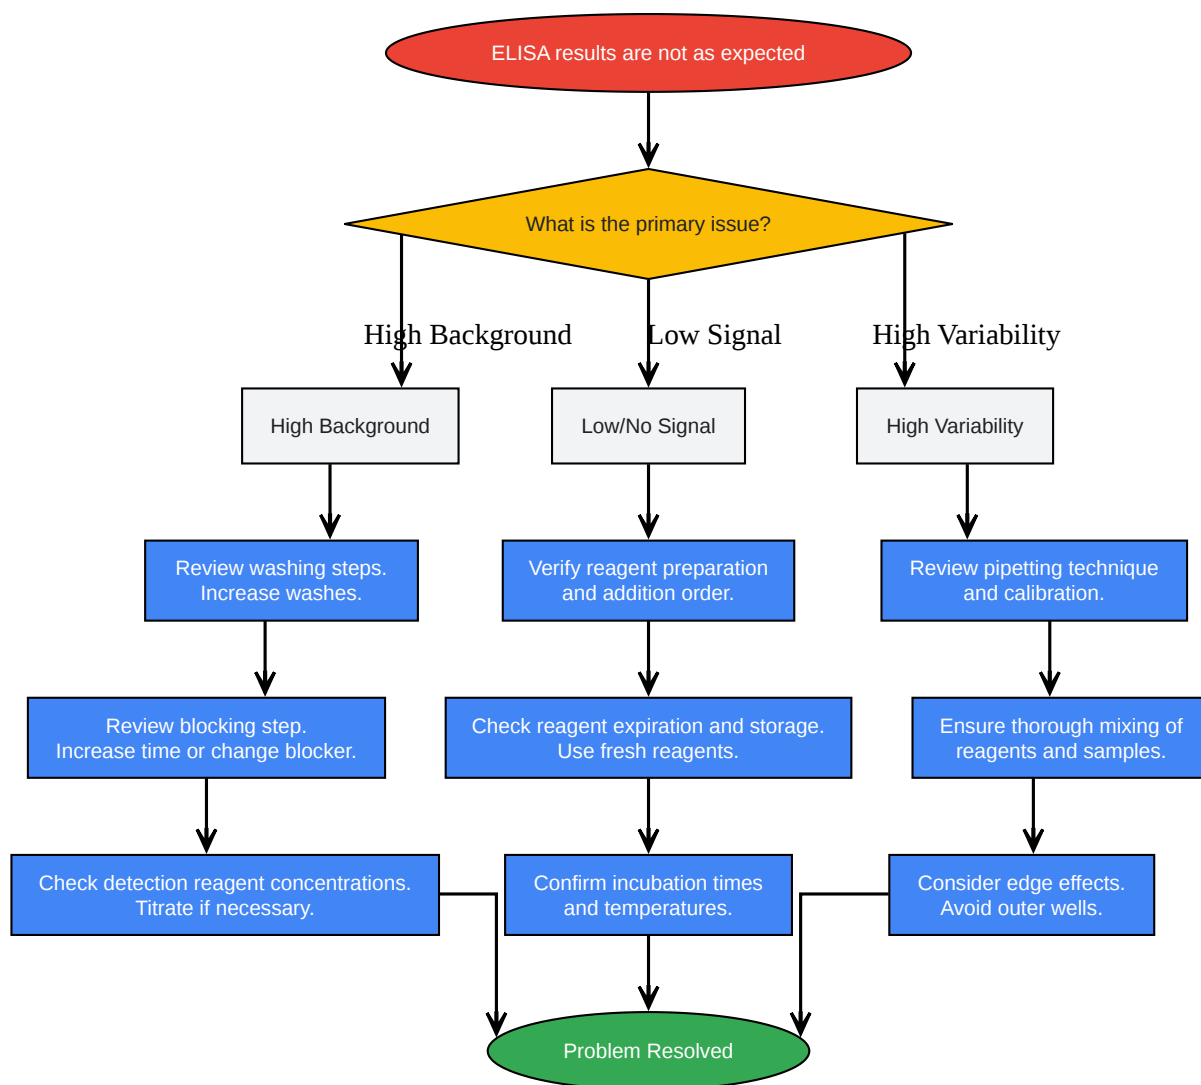 ELISA results are not as expected
What is the primary issue?
High Background
Low Signal
High Variability
High Background
Low/No Signal
High Variability
Review washing steps.
Increase washes.
Verify reagent preparation
and addition order.
Review pipetting technique
and calibration.
Review blocking step.
Increase time or change blocker.
Check reagent expiration and storage.
Use fresh reagents.
Ensure thorough mixing of
reagents and samples.
Check detection reagent concentrations.
Titrate if necessary.
Confirm incubation times
and temperatures.
Consider edge effects.
Avoid outer wells.
Problem Resolved